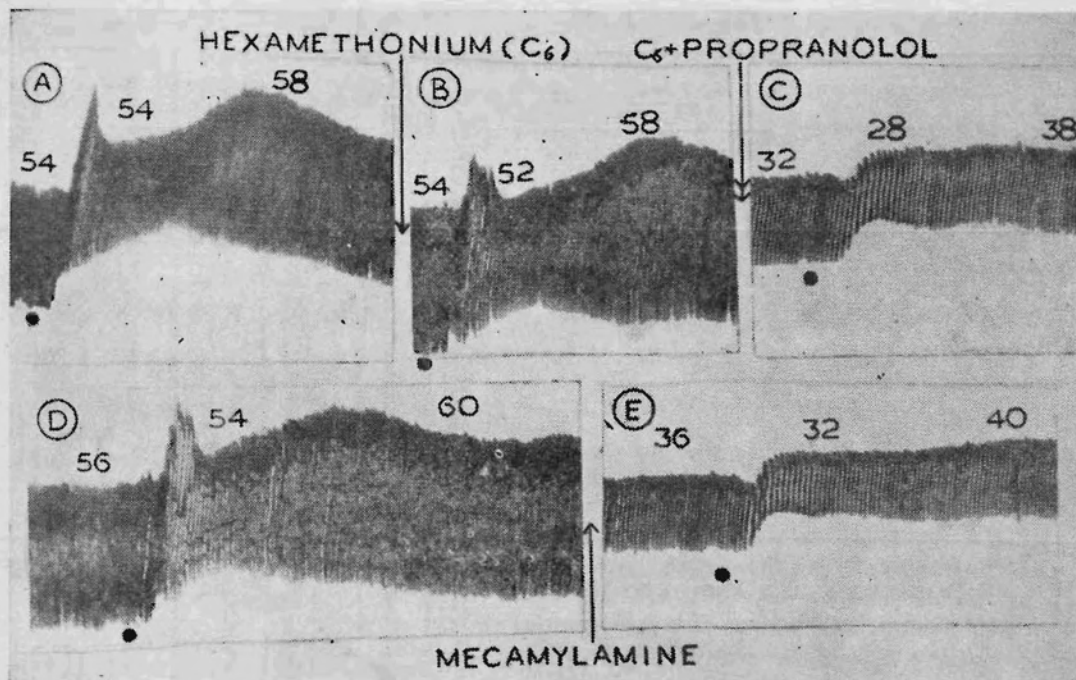 HEXAMETHONIUM (C₆) C₆+PROPRANOLOL
A B C
54 54 58
54 52 58
32 28 38
D E
56 54 60
36 32 40
MECAMYLAMINE